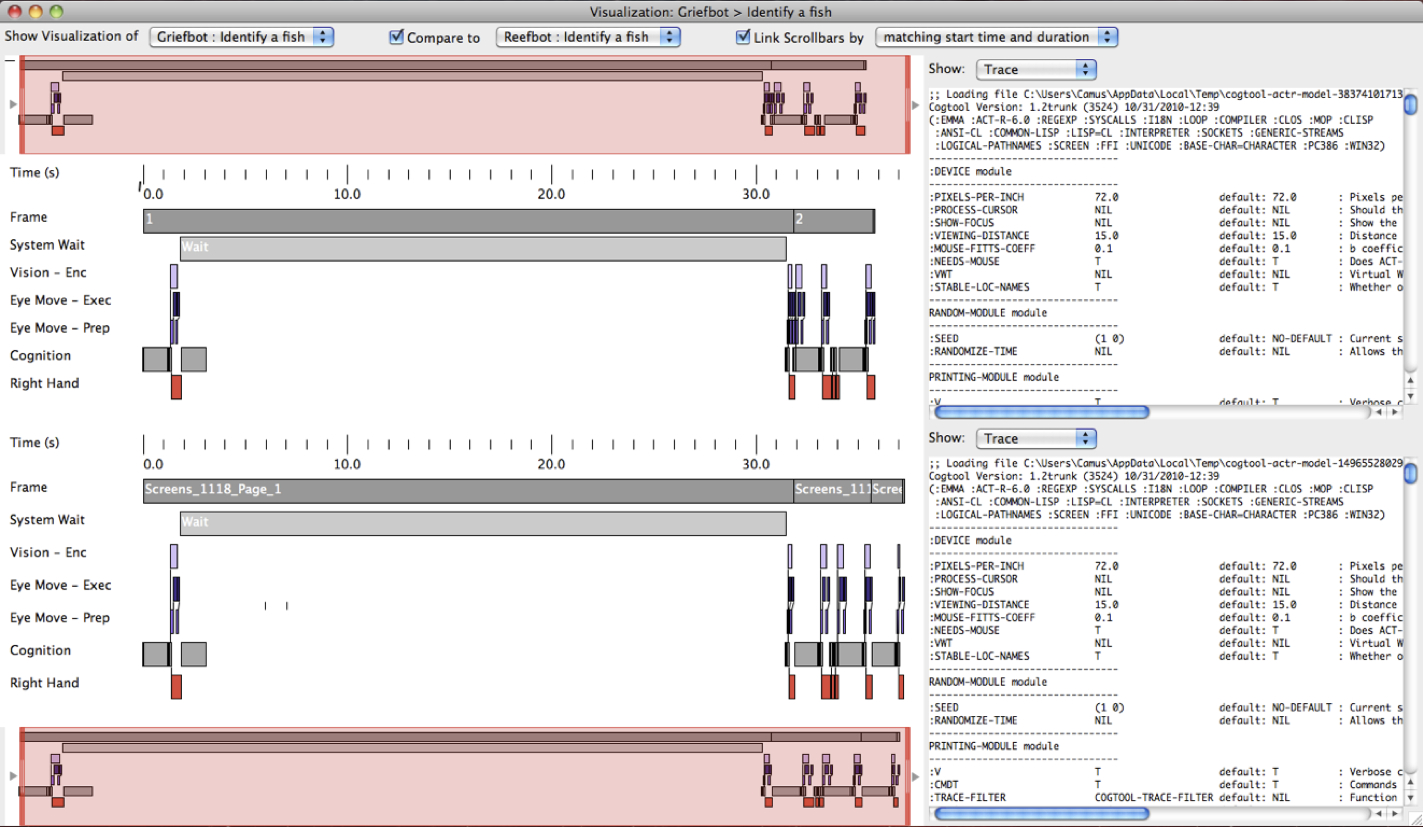 Visualization: Griefbot > Identify a fish
Show Visualization of Griefbot : Identify a fish Compare to Reefbot : Identify a fish Link Scrollbars by matching start time and duration
Show: Trace
;; Loading file C:\Users\Camus\AppData\Local\Temp\cogtool-actr-model-38374101713
Cogtool Version: 1.2trunk (3524) 10/31/2010-12:39
(:EMMA :ACT-R-6.0 :REGEXP :SYSCALLS :I18N :LOOP :COMPILER :CLOS :MOP :CLISP
:ANSI-CL :COMMON-LISP :LISP=CL :INTERPRETER :SOCKETS :GENERIC-STREAMS
:LOGICAL-PATHNAMES :SCREEN :FFI :UNICODE :BASE-CHAR=CHARACTER :PC386 :WIN32)
--------------------------------
:DEVICE module
--------------------------------
:PIXELS-PER-INCH 72.0 default: 72.0 : Pixels pe
:PROCESS-CURSOR NIL default: NIL : Should th
:SHOW-FOCUS NIL default: NIL : Show the
:VIEWING-DISTANCE 15.0 default: 15.0 : Distance
:MOUSE-FITTS-COEFF 0.1 default: 0.1 : b coeffic
:NEEDS-MOUSE T default: T : Does ACT-
:VWT NIL default: NIL : Virtual W
:STABLE-LOC-NAMES T default: T : Whether o
--------------------------------
RANDOM-MODULE module
--------------------------------
:SEED (1 0) default: NO-DEFAULT : Current s
:RANDOMIZE-TIME NIL default: NIL : Allows th
--------------------------------
PRINTING-MODULE module
--------------------------------
:V T default: T : Verbose c
Time (s)
0.0 10.0 20.0 30.0
Frame 1 2
System Wait Wait
Vision - Enc
Eye Move - Exec
Eye Move - Prep
Cognition
Right Hand
Time (s)
0.0 10.0 20.0 30.0
Frame Screens_1118_Page_1 Screens_111 Scree
System Wait Wait
Vision - Enc
Eye Move - Exec
Eye Move - Prep
Cognition
Right Hand
Show: Trace
;; Loading file C:\Users\Camus\AppData\Local\Temp\cogtool-actr-model-14965528029
Cogtool Version: 1.2trunk (3524) 10/31/2010-12:39
(:EMMA :ACT-R-6.0 :REGEXP :SYSCALLS :I18N :LOOP :COMPILER :CLOS :MOP :CLISP
:ANSI-CL :COMMON-LISP :LISP=CL :INTERPRETER :SOCKETS :GENERIC-STREAMS
:LOGICAL-PATHNAMES :SCREEN :FFI :UNICODE :BASE-CHAR=CHARACTER :PC386 :WIN32)
--------------------------------
:DEVICE module
--------------------------------
:PIXELS-PER-INCH 72.0 default: 72.0 : Pixels pe
:PROCESS-CURSOR NIL default: NIL : Should th
:SHOW-FOCUS NIL default: NIL : Show the
:VIEWING-DISTANCE 15.0 default: 15.0 : Distance
:MOUSE-FITTS-COEFF 0.1 default: 0.1 : b coeffic
:NEEDS-MOUSE T default: T : Does ACT-
:VWT NIL default: NIL : Virtual W
:STABLE-LOC-NAMES T default: T : Whether o
--------------------------------
RANDOM-MODULE module
--------------------------------
:SEED (1 0) default: NO-DEFAULT : Current s
:RANDOMIZE-TIME NIL default: NIL : Allows th
--------------------------------
PRINTING-MODULE module
--------------------------------
:V T default: T : Verbose c
:CMDT T default: T : Commands
:TRACE-FILTER COGTOOL-TRACE-FILTER default: NIL : Function